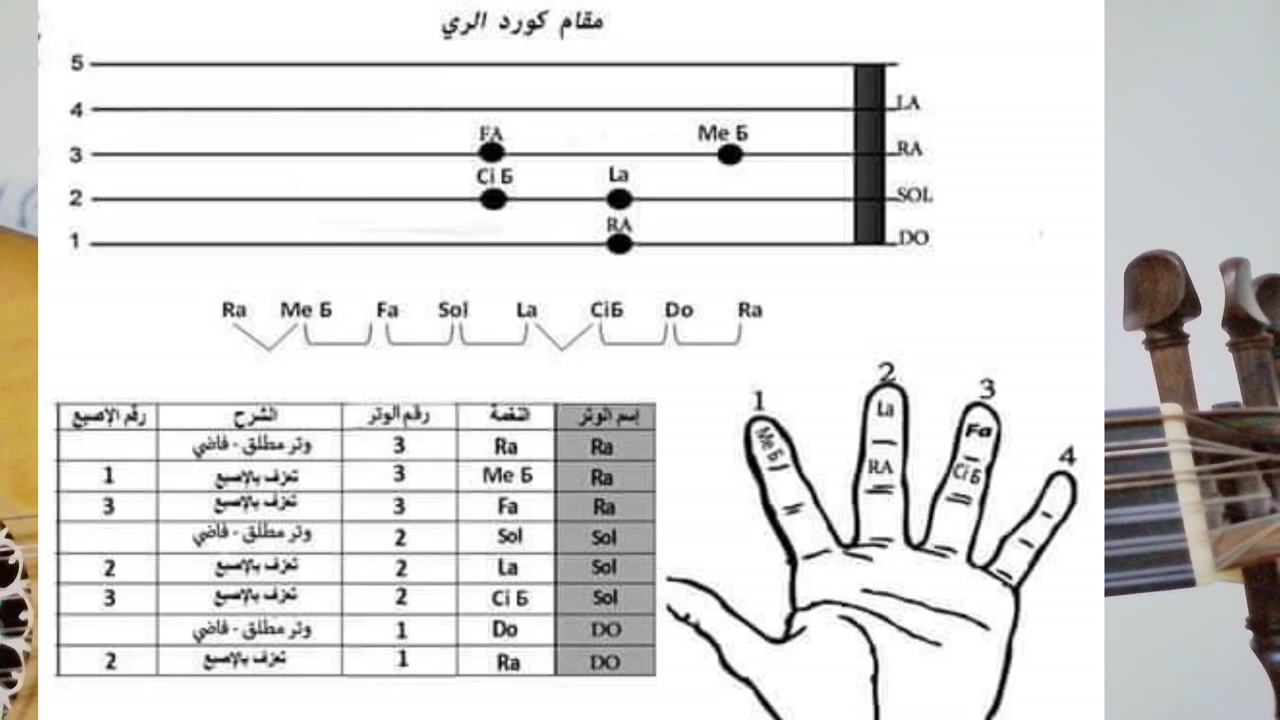 مقام كورد الري
5
4 LA
FA Me Б
3 RA
Ci Б La
2 SOL
RA
1 DO
Ra Me Б Fa Sol La CiБ Do Ra
إسم الوتر النغمة رقم الوتر الشرح رقم الإصبع
Ra Ra 3 وتر مطلق - فاضي
Ra Me Б 3 تعزف بالإصبع 1
Ra Fa 3 تعزف بالإصبع 3
Sol Sol 2 وتر مطلق - فاضي
Sol La 2 تعزف بالإصبع 2
Sol Ci Б 2 تعزف بالإصبع 3
DO Do 1 وتر مطلق - فاضي
DO Ra 1 تعزف بالإصبع 2
1 2 3 4
Me Б La Fa
RA Ci Б